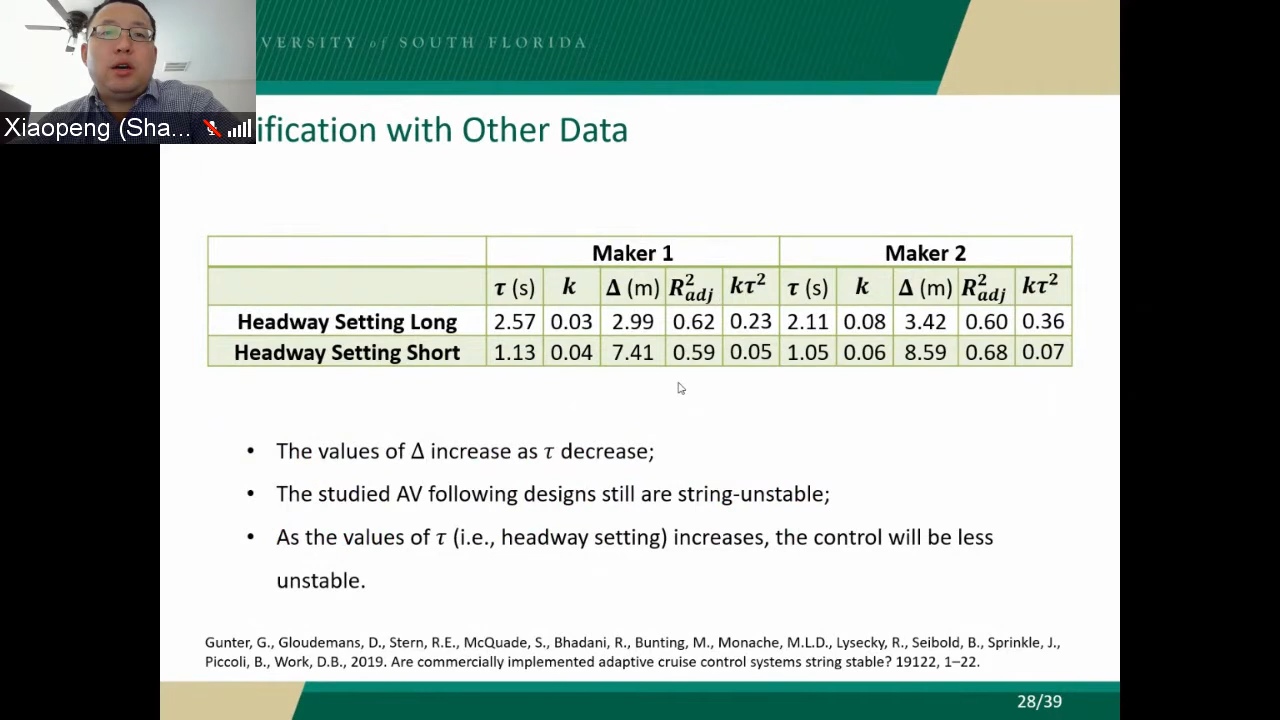 VERSITY of SOUTH FLORIDA
Xiaopeng (Sha...
ification with Other Data
Maker 1 Maker 2
τ (s) k Δ (m) R²adj kτ² τ (s) k Δ (m) R²adj kτ²
Headway Setting Long 2.57 0.03 2.99 0.62 0.23 2.11 0.08 3.42 0.60 0.36
Headway Setting Short 1.13 0.04 7.41 0.59 0.05 1.05 0.06 8.59 0.68 0.07
• The values of Δ increase as τ decrease;
• The studied AV following designs still are string-unstable;
• As the values of τ (i.e., headway setting) increases, the control will be less
unstable.
Gunter, G., Gloudemans, D., Stern, R.E., McQuade, S., Bhadani, R., Bunting, M., Monache, M.L.D., Lysecky, R., Seibold, B., Sprinkle, J.,
Piccoli, B., Work, D.B., 2019. Are commercially implemented adaptive cruise control systems string stable? 19122, 1–22.
28/39